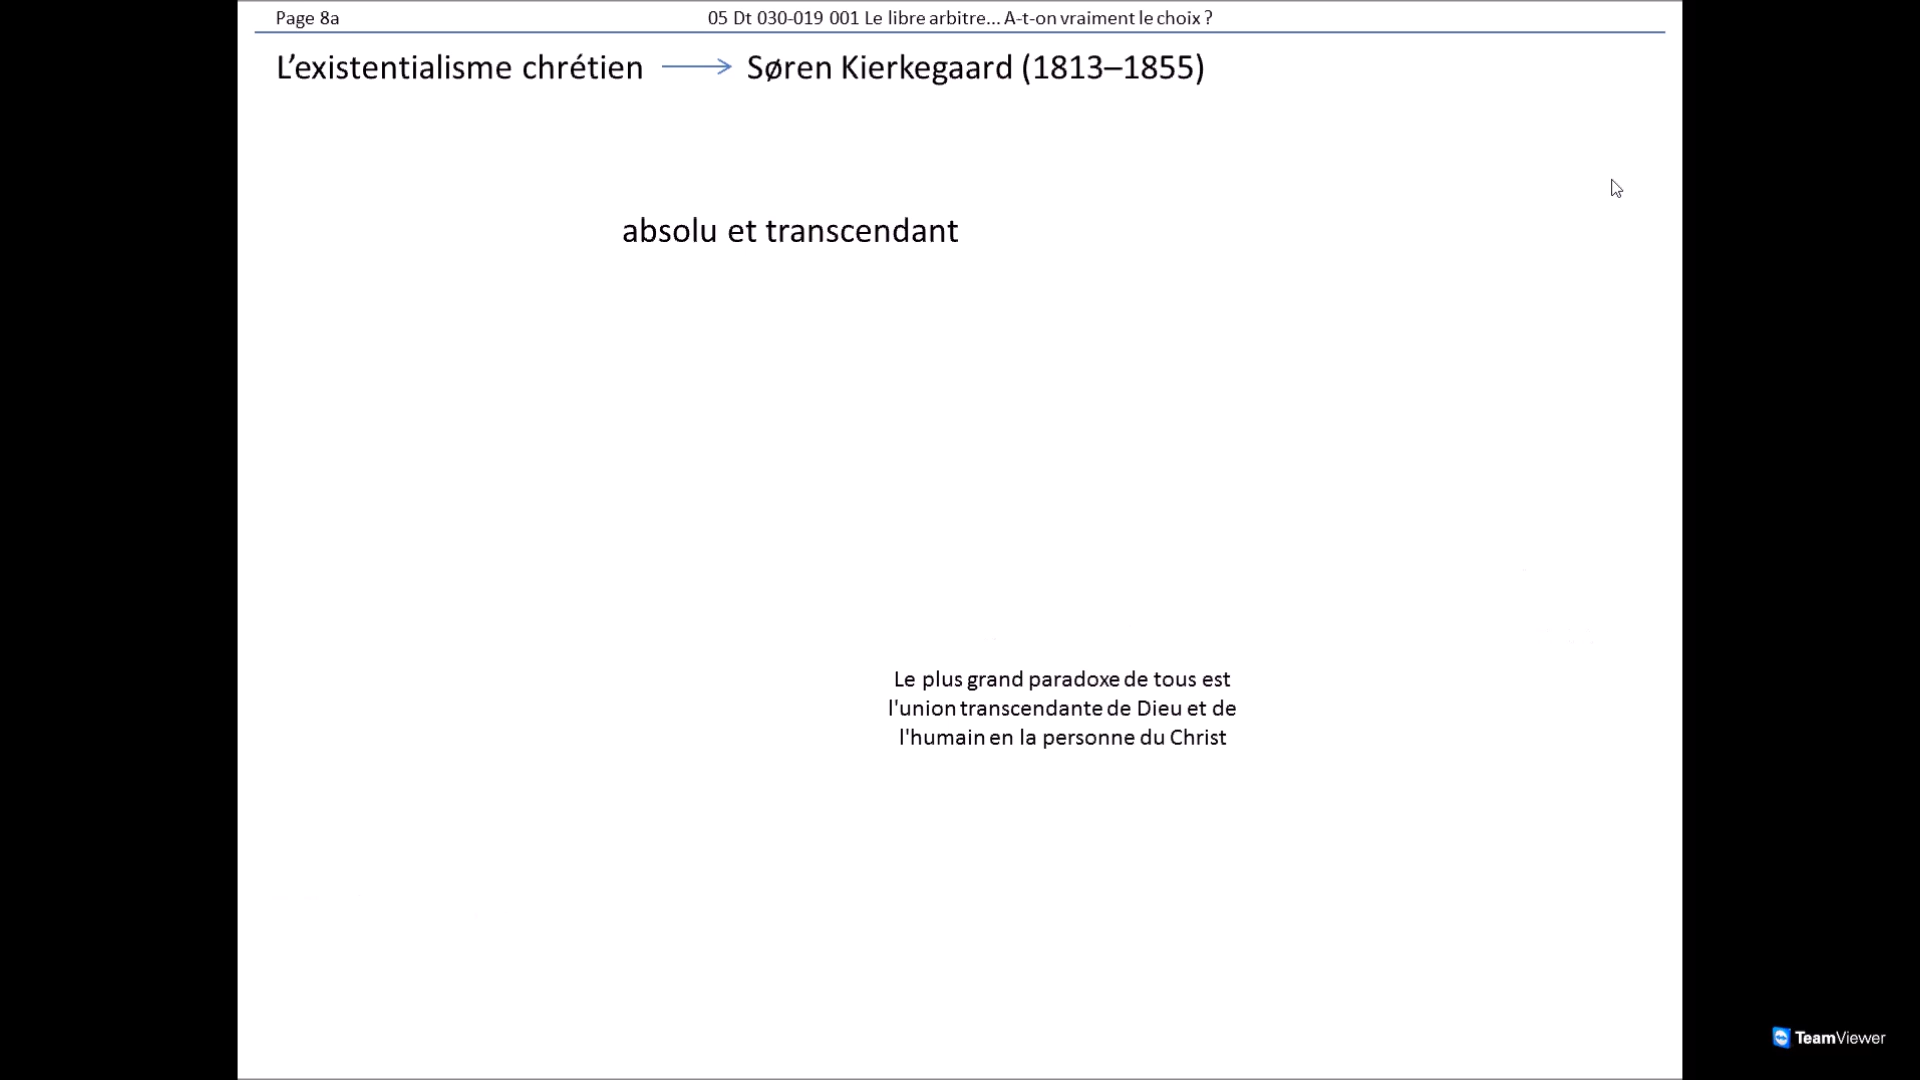 Page 8a
05 Dt 030-019 001 Le libre arbitre... A-t-on vraiment le choix ?
L’existentialisme chrétien → Søren Kierkegaard (1813–1855)
absolu et transcendant
Le plus grand paradoxe de tous est
l'union transcendante de Dieu et de
l'humain en la personne du Christ
TeamViewer